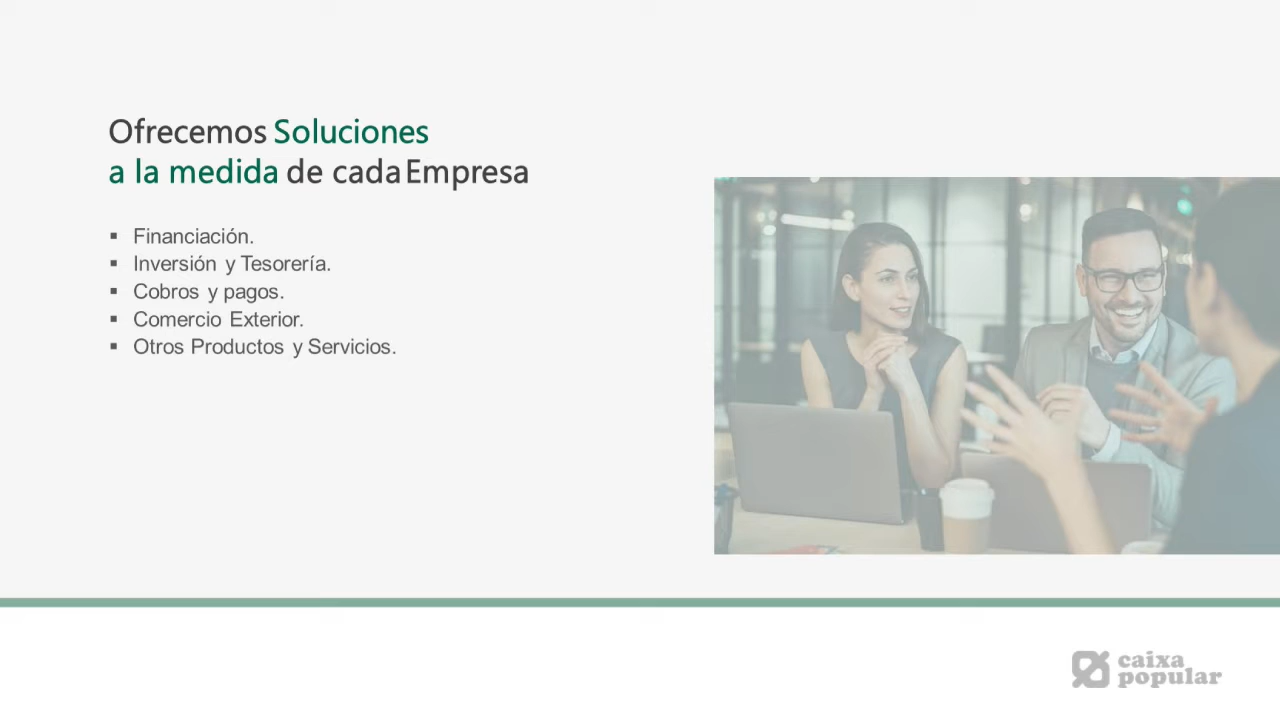 Ofrecemos Soluciones
a la medida de cada Empresa
▪ Financiación.
▪ Inversión y Tesorería.
▪ Cobros y pagos.
▪ Comercio Exterior.
▪ Otros Productos y Servicios.
caixa
popular